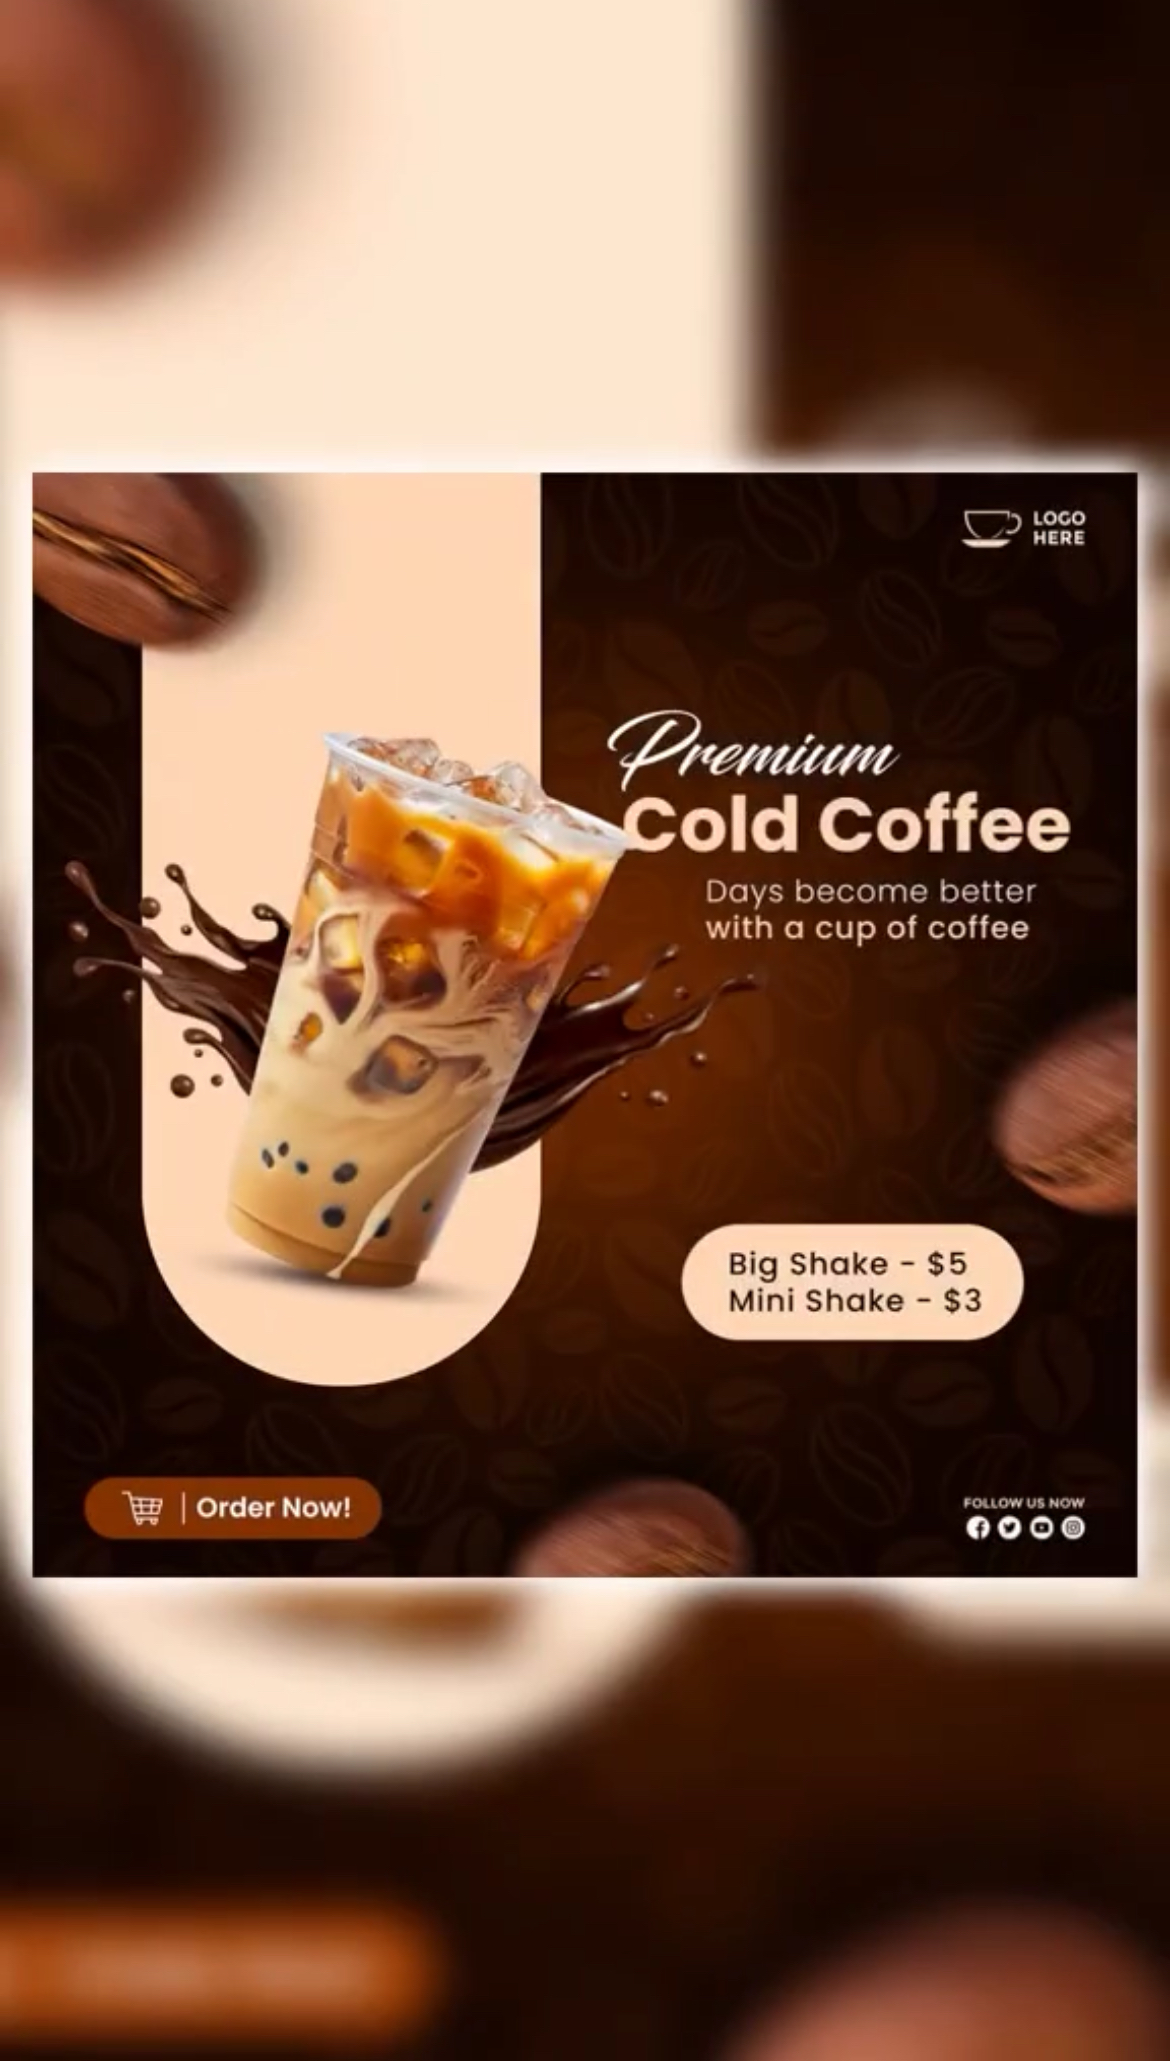 LOGO
HERE
Premium
Cold Coffee
Days become better
with a cup of coffee
Big Shake - $5
Mini Shake - $3
Order Now!
FOLLOW US NOW